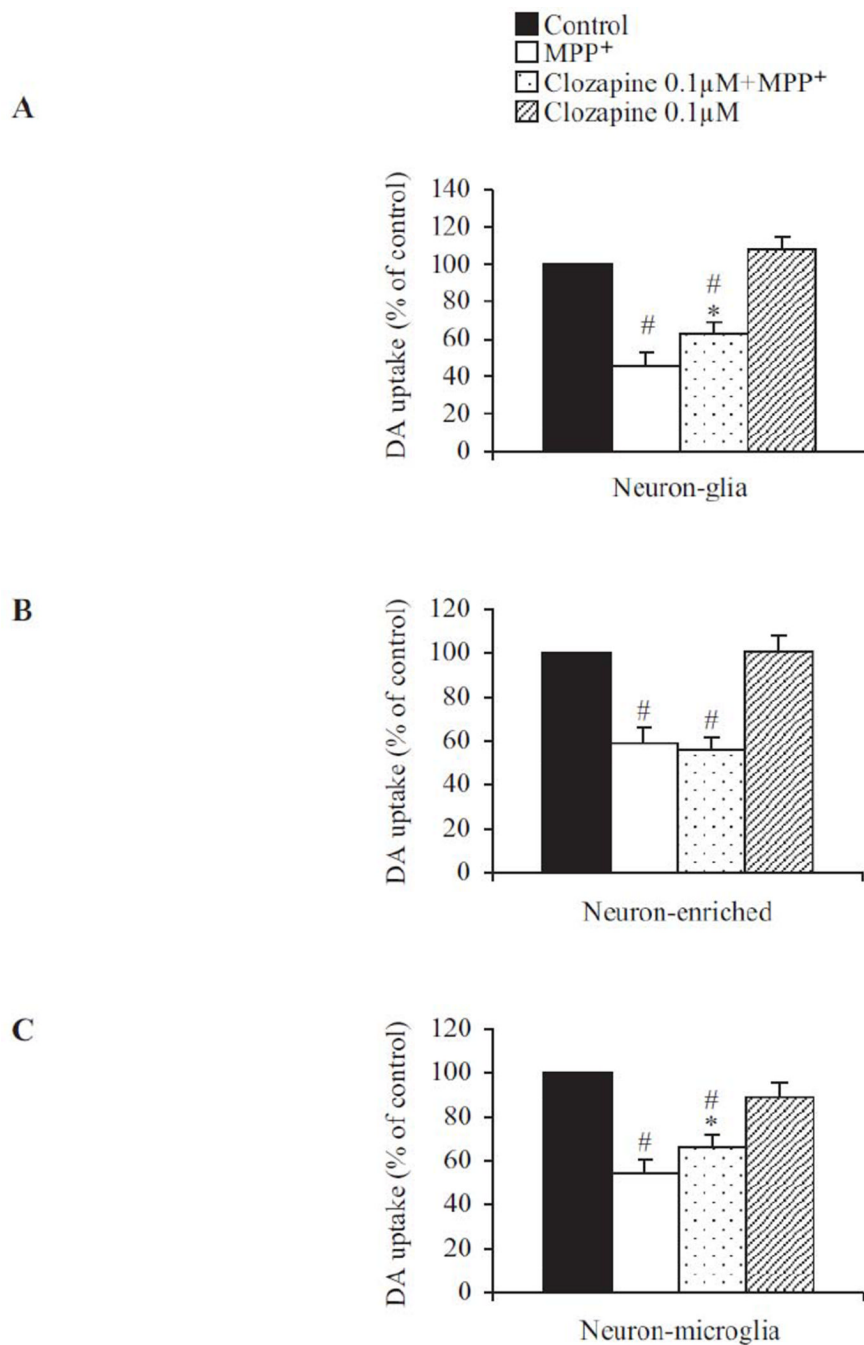 Control
MPP+
Clozapine 0.1µM+MPP+
Clozapine 0.1µM
A
DA uptake (% of control)
140
120
100
80
60
40
20
0
#
#
*
Neuron-glia
B
DA uptake (% of control)
120
100
80
60
40
20
0
#
#
Neuron-enriched
C
DA uptake (% of control)
120
100
80
60
40
20
0
#
#
*
Neuron-microglia